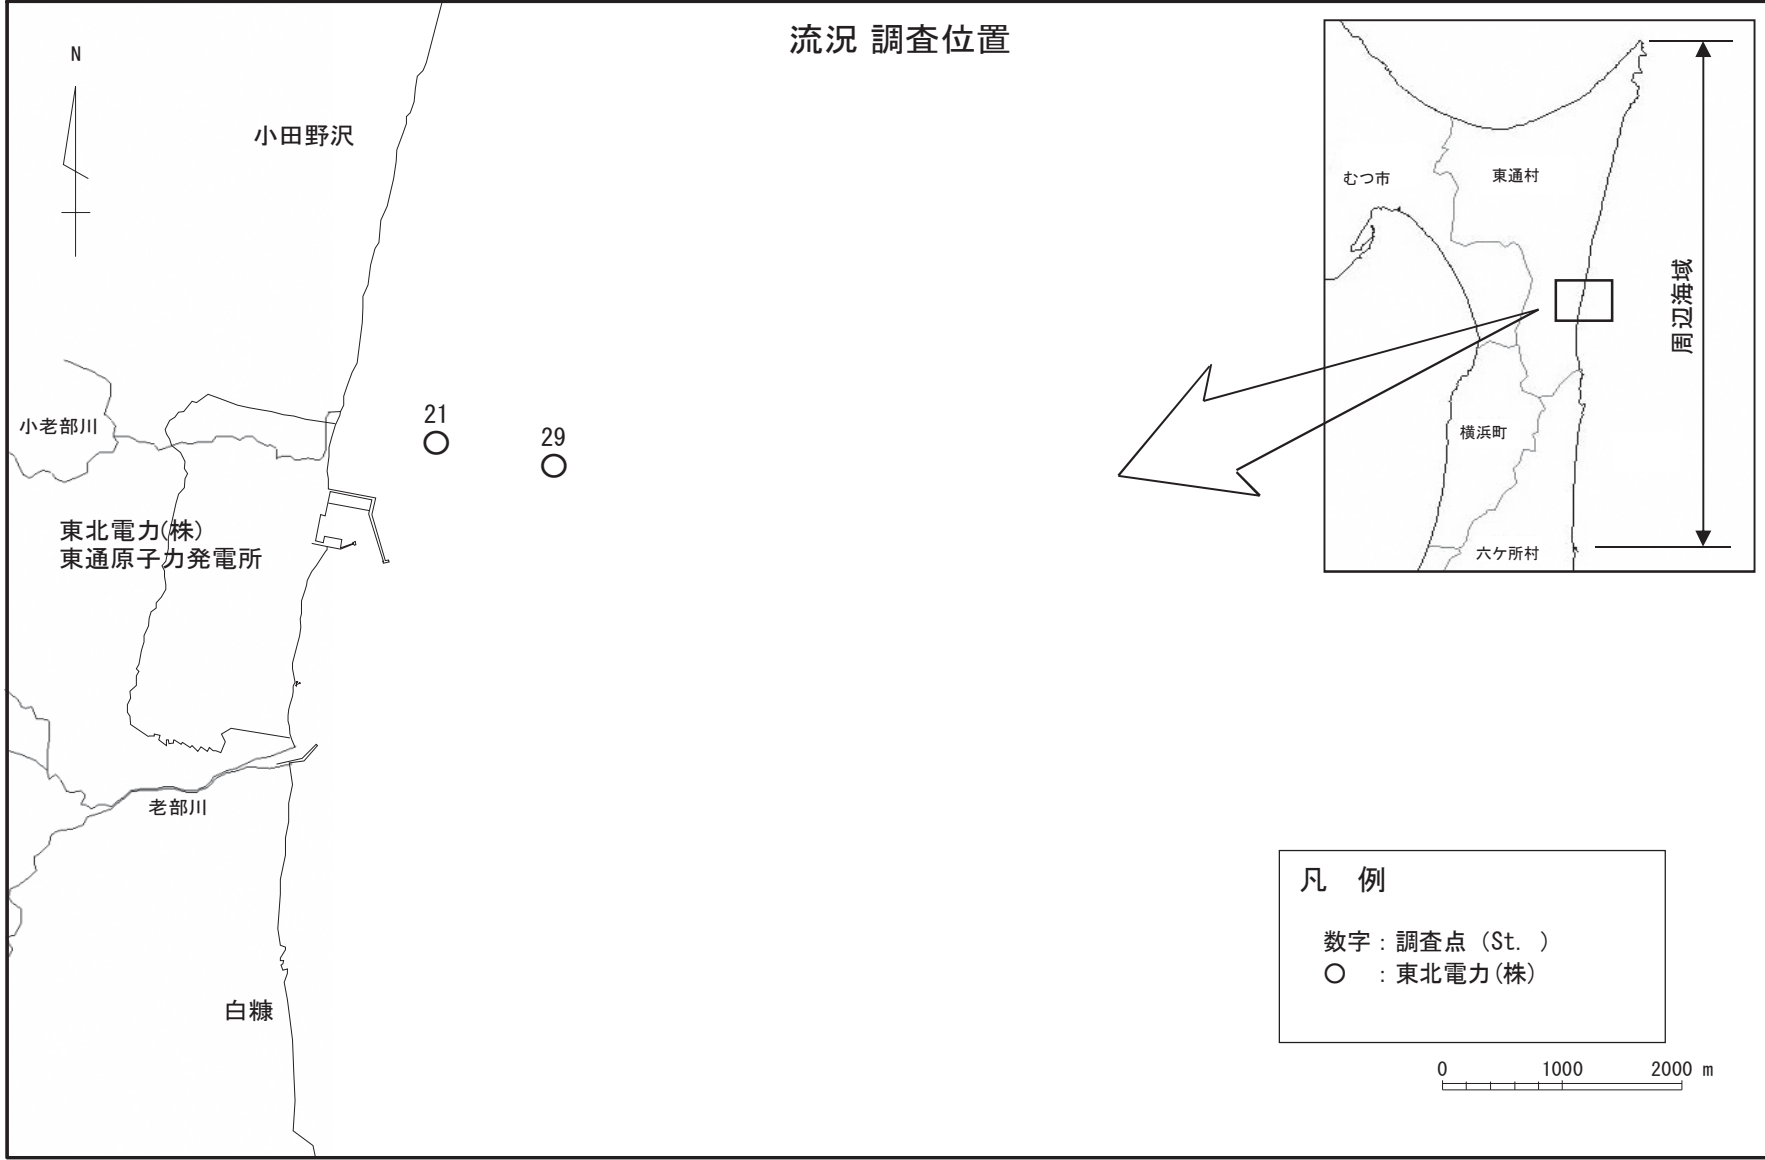 流況 調査位置
N
小田野沢
むつ市
東通村
周辺海域
21
29
小老部川
横浜町
東北電力(株)
東通原子力発電所
六ケ所村
老部川
凡 例
数字：調査点（St. ）
○ ：東北電力(株)
白糠
0 1000 2000 m